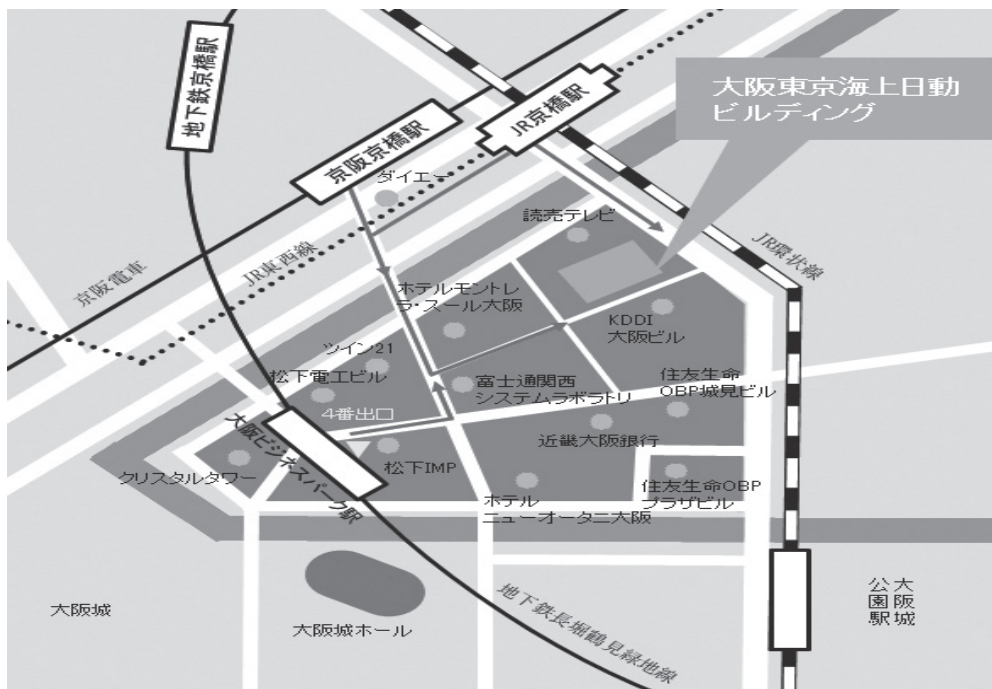 地下鉄京橋駅
京阪京橋駅
JR京橋駅
大阪東京海上日動
ビルディング
ダイエー
読売テレビ
JR環状線
京阪電車
JR東西線
ホテルモントレ
ラ・スール大阪
KDDI
大阪ビル
ツイン21
松下電工ビル
富士通関西
システムラボラトリ
住友生命
OBP城見ビル
4番出口
大阪ビジネスパーク駅
近畿大阪銀行
クリスタルタワー
松下IMP
住友生命OBP
プラザビル
ホテル
ニューオータニ大阪
大阪城
大阪城ホール
地下鉄長堀鶴見緑地線
大阪城
公園駅